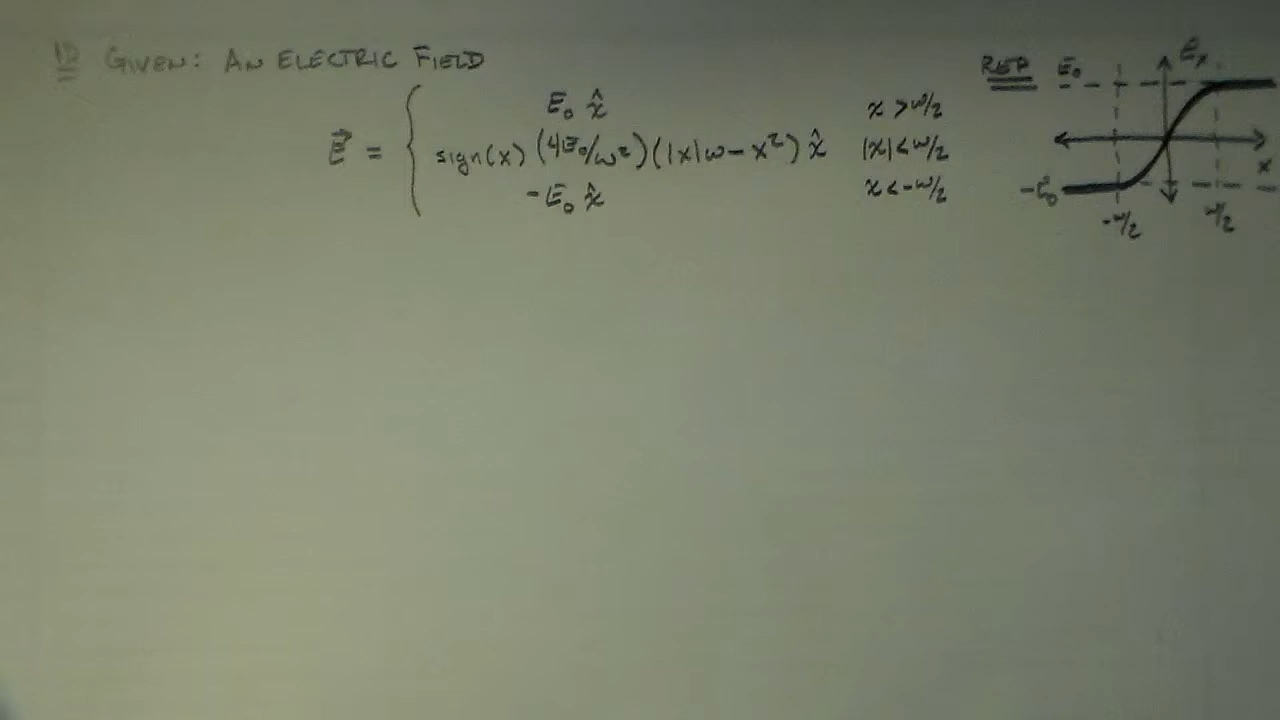 ID GIVEN: AN ELECTRIC FIELD
E⃗ = {
E₀ x̂   x > w/2
sign(x) (4E₀/w²)(|x|w − x²) x̂   |x| < w/2
−E₀ x̂   x < −w/2
REP
E₀
Eₓ
x
−E₀
−w/2
w/2